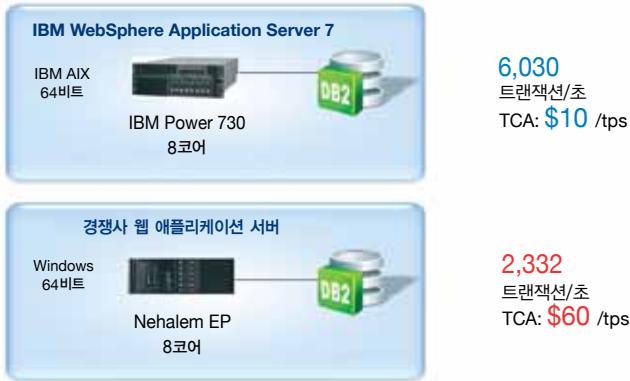 IBM WebSphere Application Server 7
IBM AIX
64비트
DB2
IBM Power 730
8코어
6,030
트랜잭션/초
TCA: $10 /tps
경쟁사 웹 애플리케이션 서버
Windows
64비트
DB2
Nehalem EP
8코어
2,332
트랜잭션/초
TCA: $60 /tps